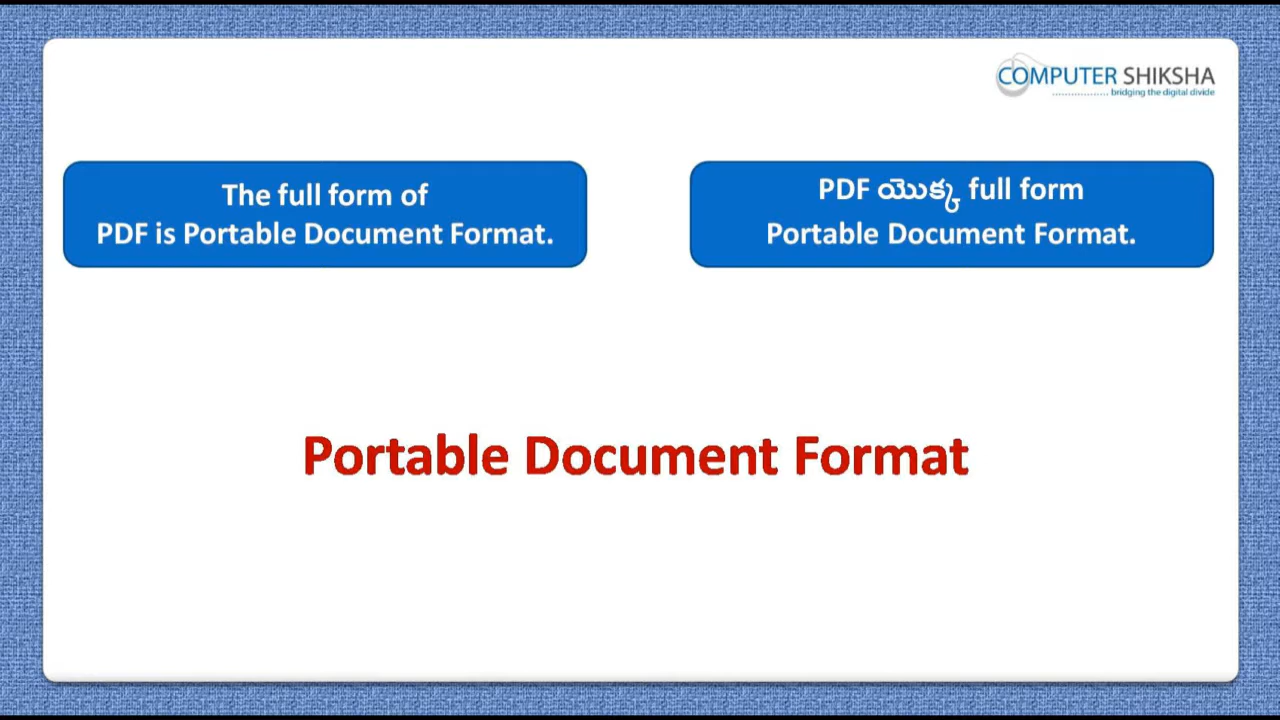 COMPUTER SHIKSHA
bridging the digital divide
The full form of
PDF is Portable Document Format.
PDF యొక్క full form
Portable Document Format.
Portable Document Format